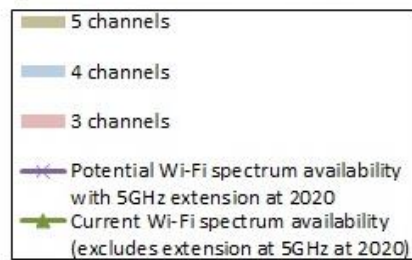 5 channels
4 channels
3 channels
Potential Wi-Fi spectrum availability
with 5GHz extension at 2020
Current Wi-Fi spectrum availability
(excludes extension at 5GHz at 2020)